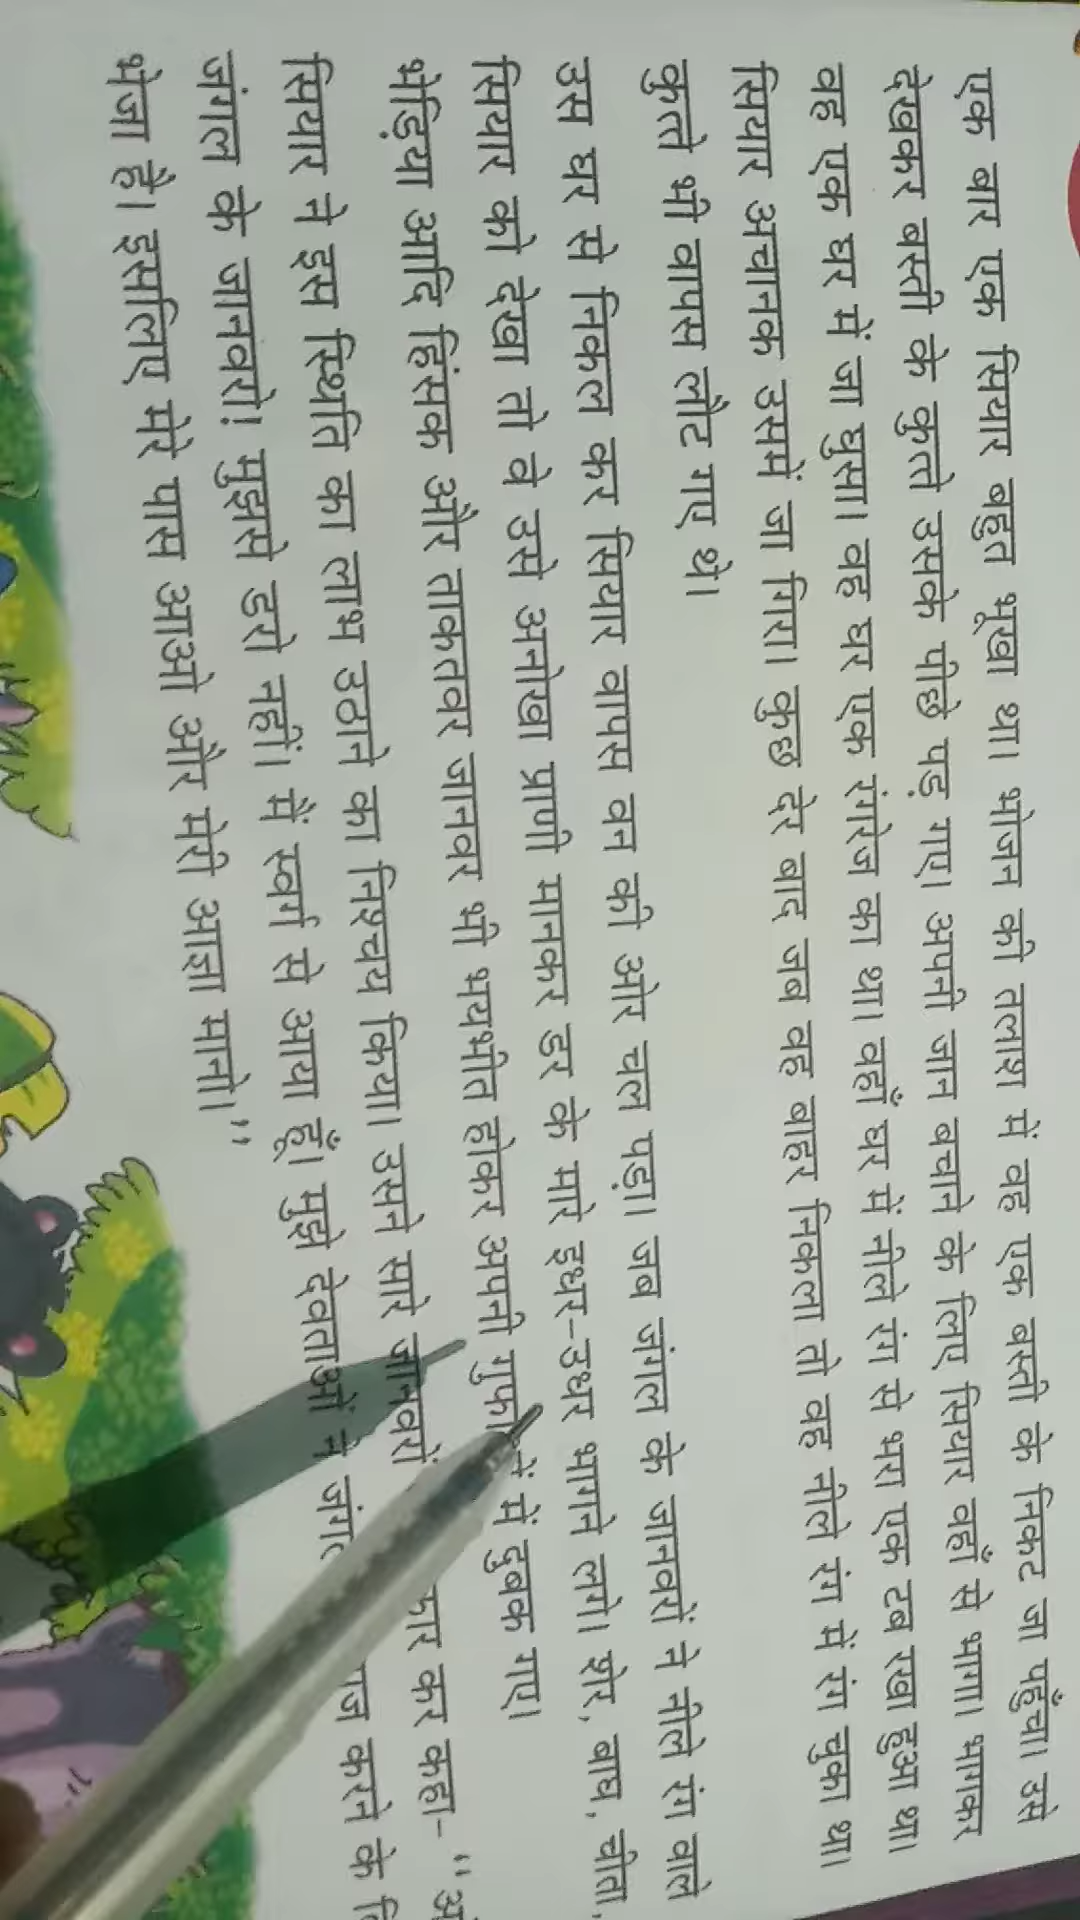 एक बार एक सियार बहुत भूखा था। भोजन की तलाश में वह एक बस्ती के निकट जा पहुँचा। उसे
देखकर बस्ती के कुत्ते उसके पीछे पड़ गए। अपनी जान बचाने के लिए सियार वहाँ से भागा। भागकर
वह एक घर में जा घुसा। वह घर एक रंगरेज का था। वहाँ घर में नीले रंग से भरा एक टब रखा हुआ था।
सियार अचानक उसमें जा गिरा। कुछ देर बाद जब वह बाहर निकला तो वह नीले रंग में रंग चुका था।
कुत्ते भी वापस लौट गए थे।
उस घर से निकल कर सियार वापस वन की ओर चल पड़ा। जब जंगल के जानवरों ने नीले रंग वाले
सियार को देखा तो वे उसे अनोखा प्राणी मानकर डर के मारे इधर-उधर भागने लगे। शेर, बाघ, चीता,
भेड़िया आदि हिंसक और ताकतवर जानवर भी भयभीत होकर अपनी में दुबक गए।
सियार ने इस स्थिति का लाभ उठाने का निश्चय किया। उसने सारे जानवरों कर कहा- “
जंगल के जानवरो! मुझसे डरो नहीं। मैं स्वर्ग से आया हूँ। मुझे देवताओं ने करने के
भेजा है। इसलिए मेरे पास आओ और मेरी आज्ञा मानो।”